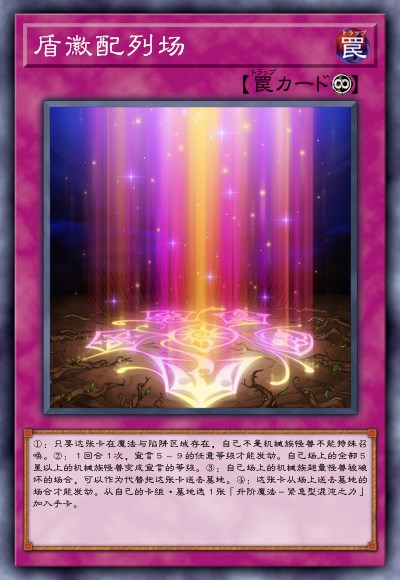 盾徽配列场
トラップ
罠
トラップ
【罠カード】
①：只要这张卡在魔法与陷阱区域存在，自己不是机械族怪兽不能特殊召
唤。②：1回合1次，宣言5～9的任意等级才能发动。自己场上的全部5
星以上的机械族怪兽变成宣言的等级。③：自己场上的机械族超量怪兽被破
坏的场合，可以作为代替把这张卡送去墓地。④：这张卡从场上送去墓地的
场合才能发动。从自己的卡组·墓地选1张「升阶魔法－紧急型混沌之力」
加入手卡。